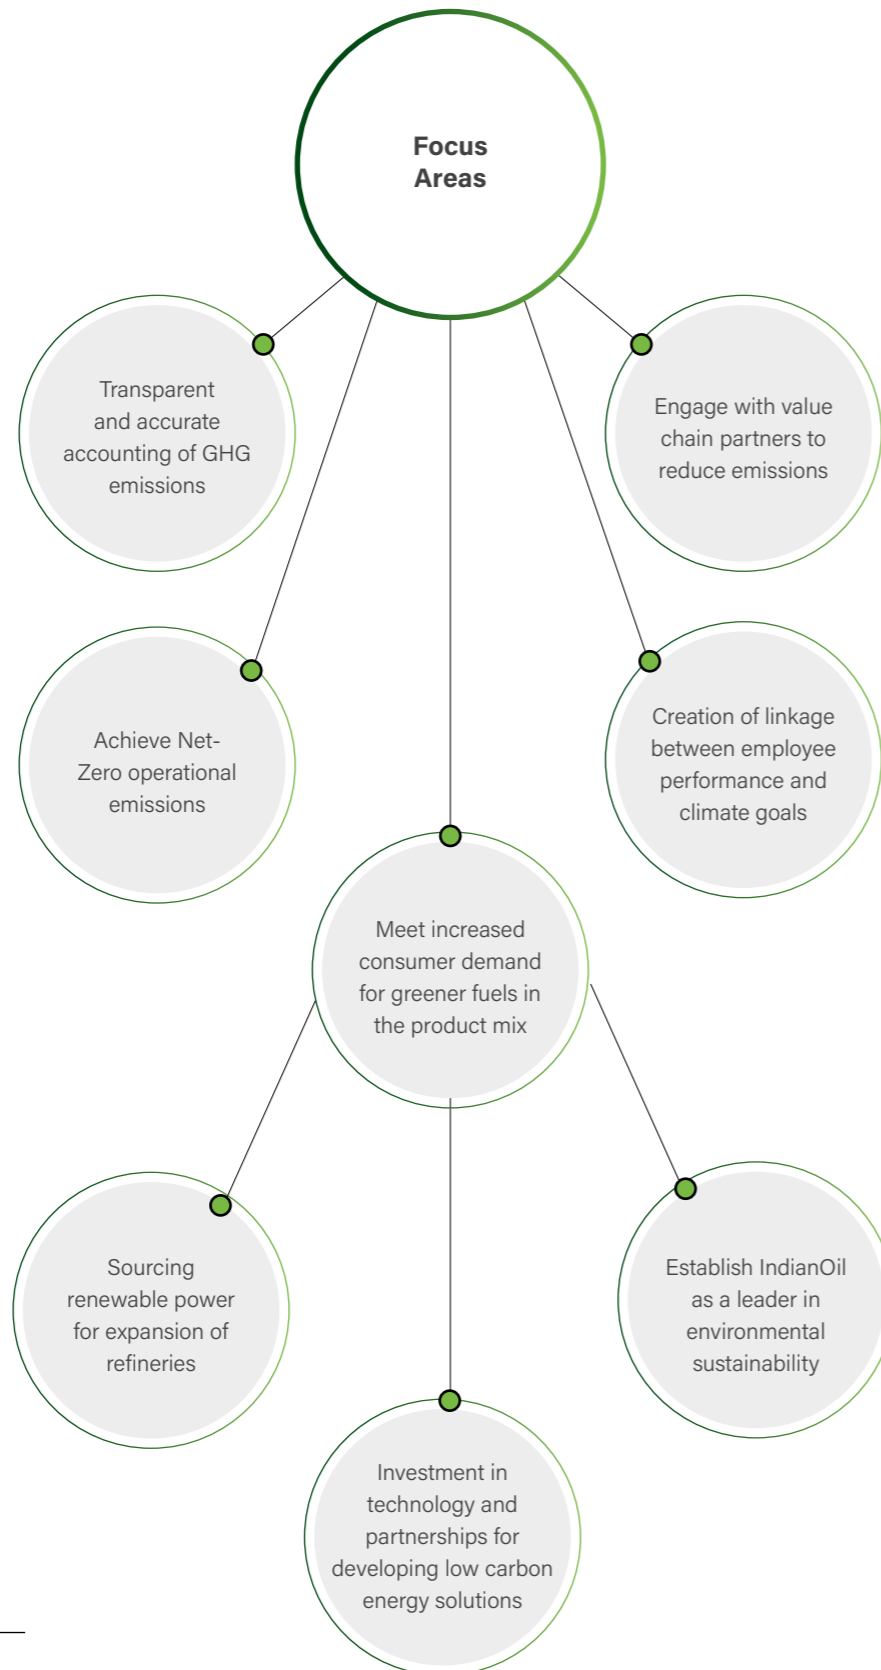 Focus
Areas
Transparent
and accurate
accounting of GHG
emissions
Engage with value
chain partners to
reduce emissions
Achieve Net-
Zero operational
emissions
Creation of linkage
between employee
performance and
climate goals
Meet increased
consumer demand
for greener fuels in
the product mix
Sourcing
renewable power
for expansion of
refineries
Establish IndianOil
as a leader in
environmental
sustainability
Investment in
technology and
partnerships for
developing low carbon
energy solutions